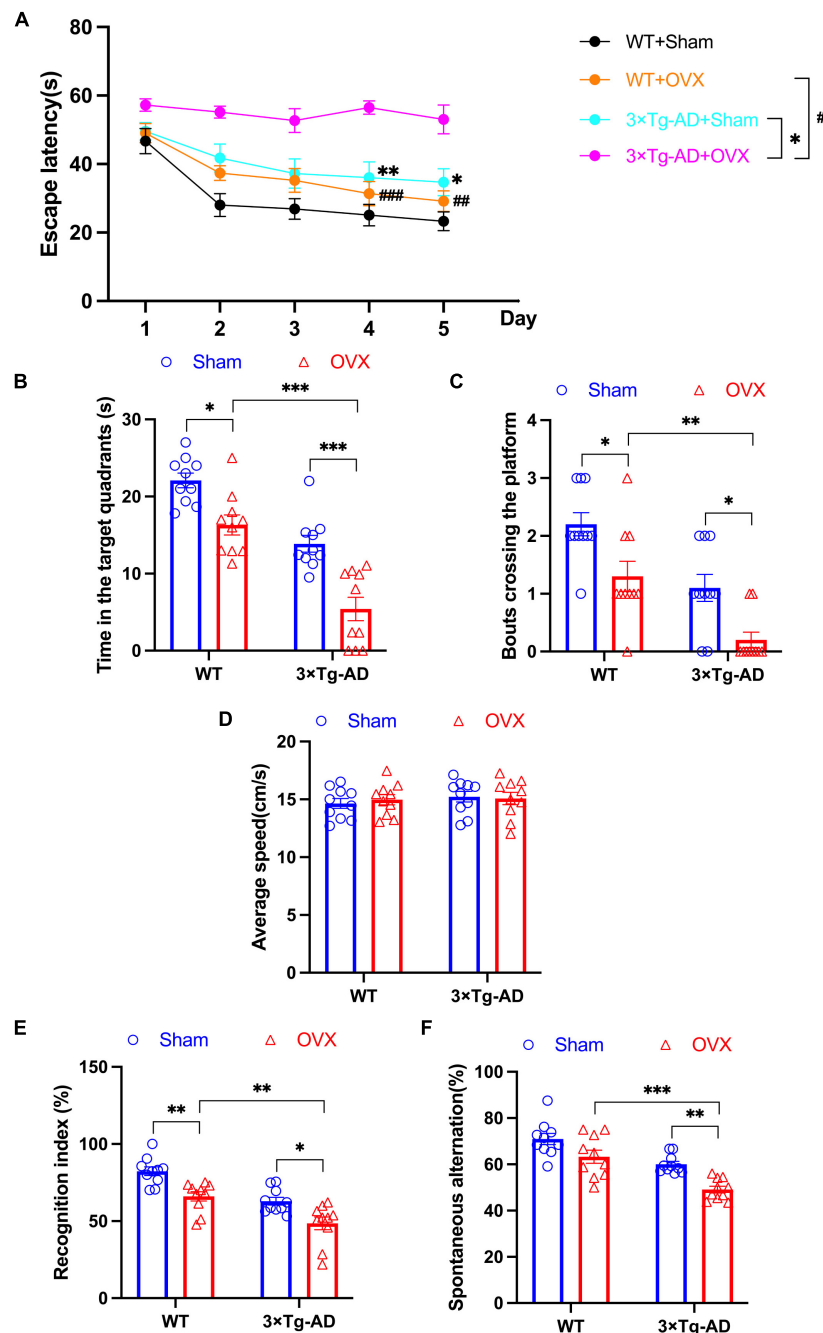 A
Escape latency(s)
80
60
40
20
0
1 2 3 4 5 Day
** *
### ##
WT+Sham
WT+OVX
3×Tg-AD+Sham
3×Tg-AD+OVX
*
#
B
Sham OVX
Time in the target quadrants (s)
30
20
10
0
* *** ***
WT 3×Tg-AD
C
Sham OVX
Bouts crossing the platform
4
3
2
1
0
* ** *
WT 3×Tg-AD
D
Sham OVX
Average speed(cm/s)
20
15
10
5
0
WT 3×Tg-AD
E
Sham OVX
Recognition index (%)
150
100
50
0
** ** *
WT 3×Tg-AD
F
Sham OVX
Spontaneous alternation(%)
100
80
60
40
20
0
*** **
WT 3×Tg-AD